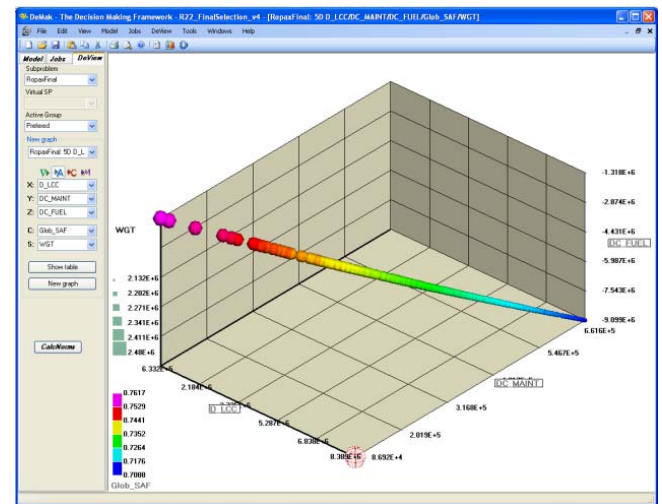 DeMak - The Decision Making Framework - R22_FinalSelection_v4 - [RopaxFinal: 5D D_LCC/DC_MAINT/DC_FUEL/Glob_SAF/WGT]
File Edit View Model Jobs DeView Tools Windows Help
Model Jobs DeView
Subproblem
RopaxFinal
Virtual SP
Active Group
Prefered
New graph
RopaxFinal: 5D D_L
X: D_LCC
Y: DC_MAINT
Z: DC_FUEL
C: Glob_SAF
S: WGT
Show table
New graph
CalcNorms
WGT
2.132E+6
2.202E+6
2.271E+6
2.341E+6
2.411E+6
2.48E+6
0.7617
0.7529
0.7441
0.7352
0.7264
0.7176
0.7088
Glob_SAF
6.332E+6
2.184E+6
D_LCC
5.287E+6
6.838E+6
8.389E+6
8.692E+4
2.019E+5
3.168E+5
DC_MAINT
5.467E+5
6.616E+5
-1.318E+6
-2.874E+6
-4.431E+6
DC_FUEL
-5.987E+6
-7.543E+6
-9.099E+6